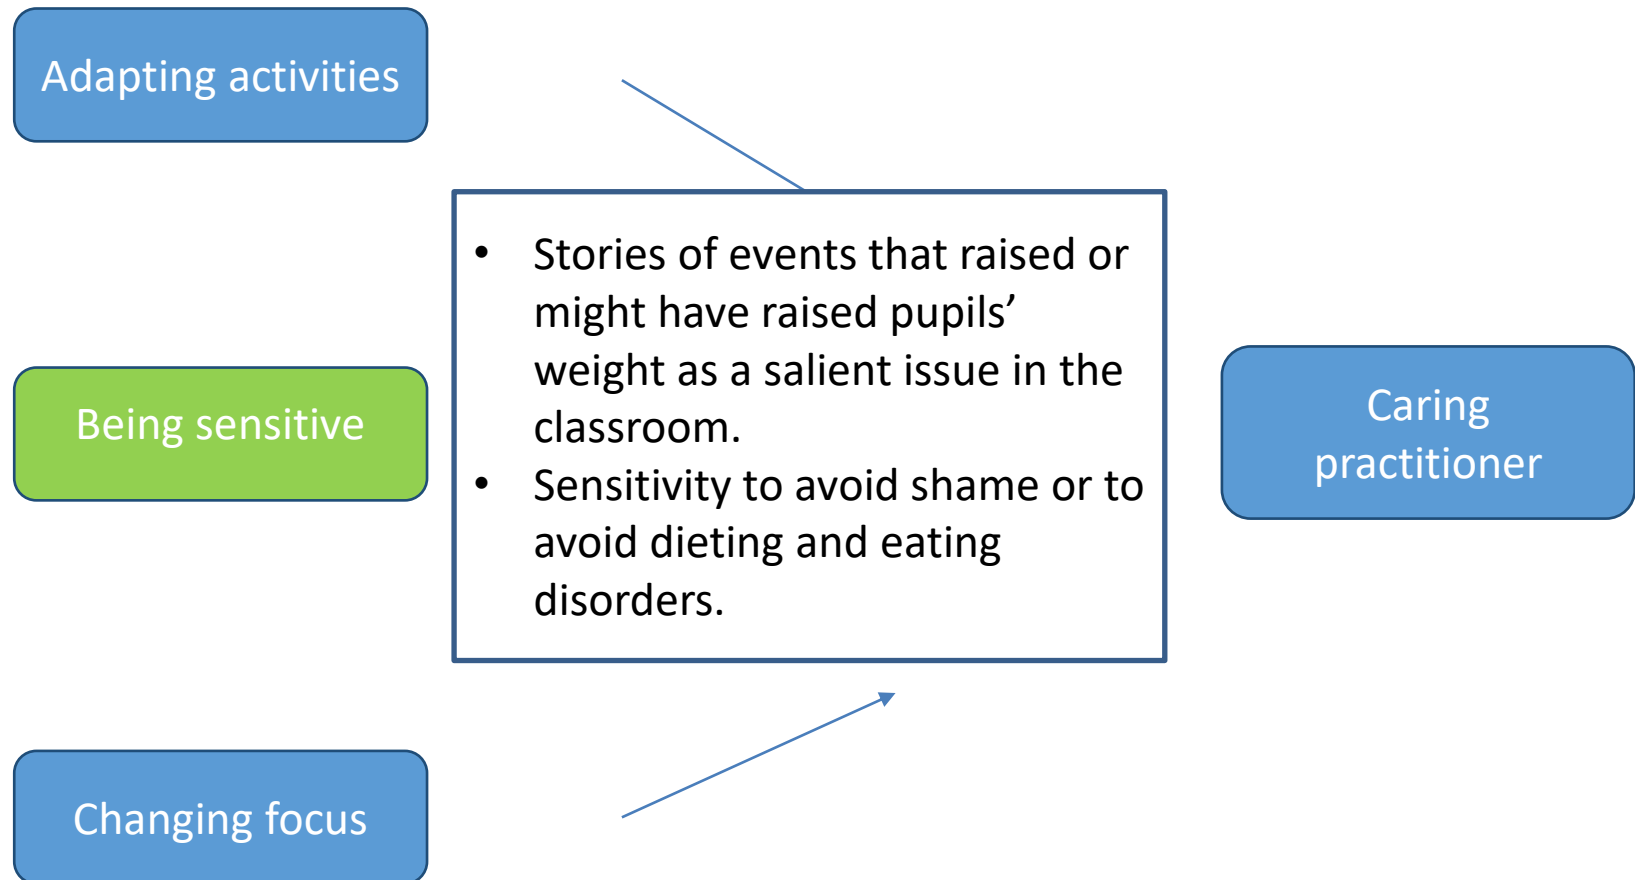 Adapting activities
• Stories of events that raised or
might have raised pupils’
weight as a salient issue in the
classroom.
• Sensitivity to avoid shame or to
avoid dieting and eating
disorders.
Being sensitive
Caring
practitioner
Changing focus